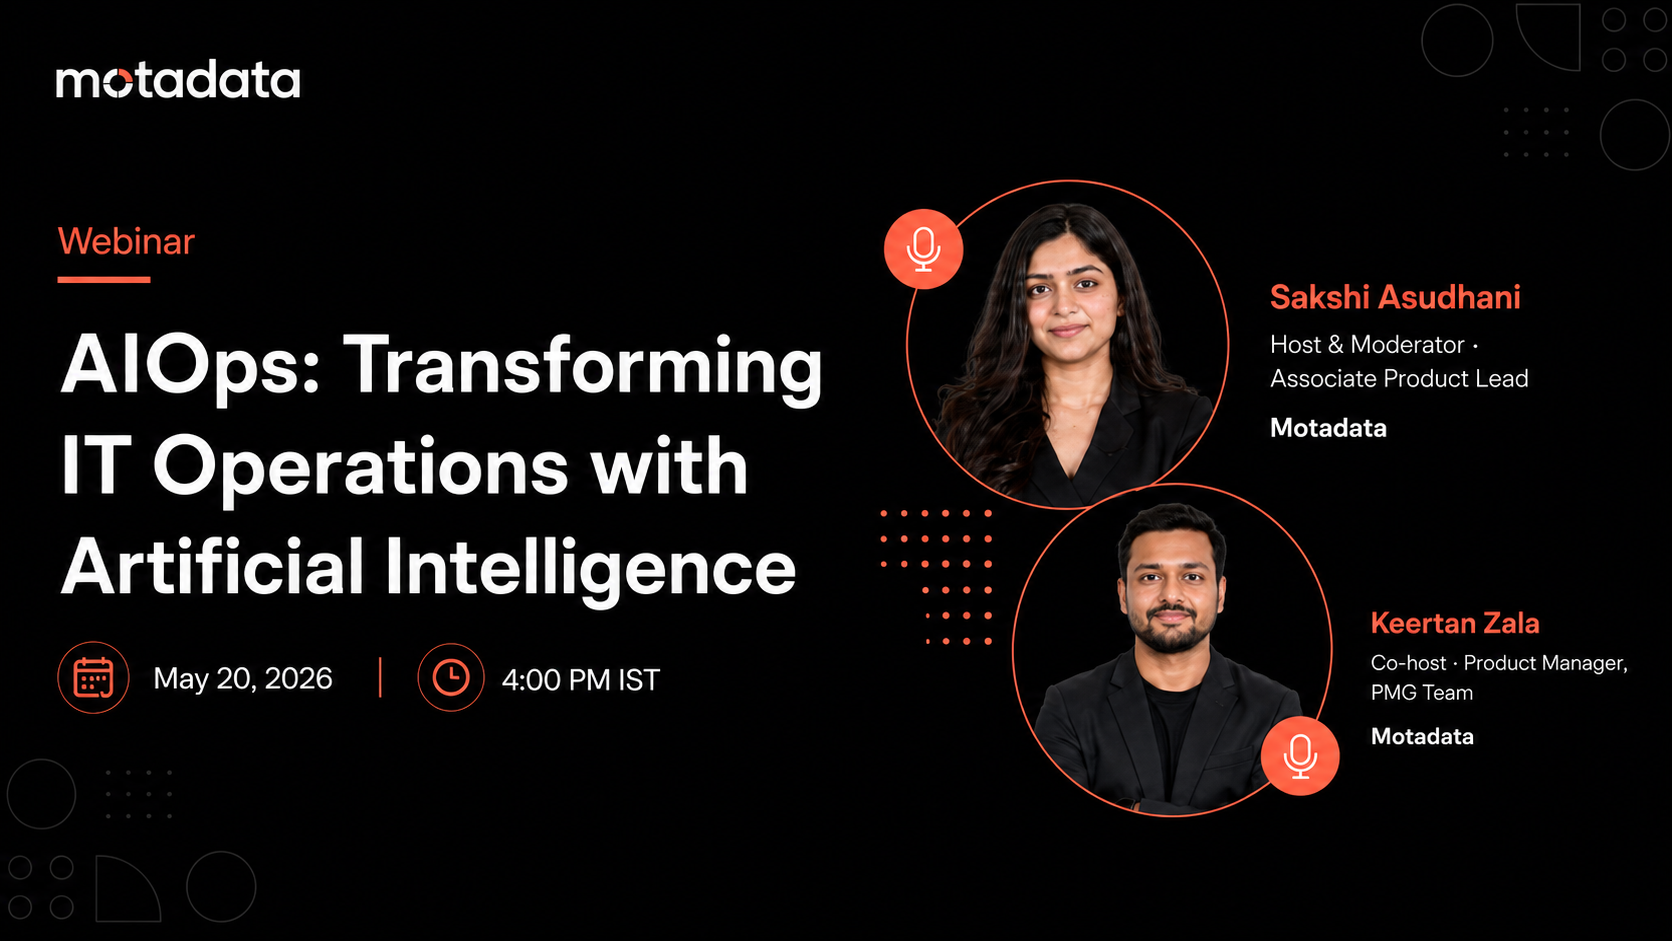 motadata
Webinar
AIOps: Transforming
IT Operations with
Artificial Intelligence
May 20, 2026
4:00 PM IST
Sakshi Asudhani
Host & Moderator ·
Associate Product Lead
Motadata
Keertan Zala
Co-host · Product Manager,
PMG Team
Motadata